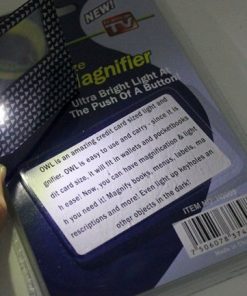 NEW!
AS SEEN ON
TV
Magnifier
Ultra Bright Light At
The Push Of A Button!
OWL is an amazing credit card sized light and
gnifier. OWL is easy to use and carry - since it is
dit card size, it will fit in wallets and pocketbooks
h ease! Now, you can have magnification & light
h you need it! Magnify books, menus, labels, ma
escriptions and more! Even light up keyholes an
other objects in the dark!
ITEM NO.